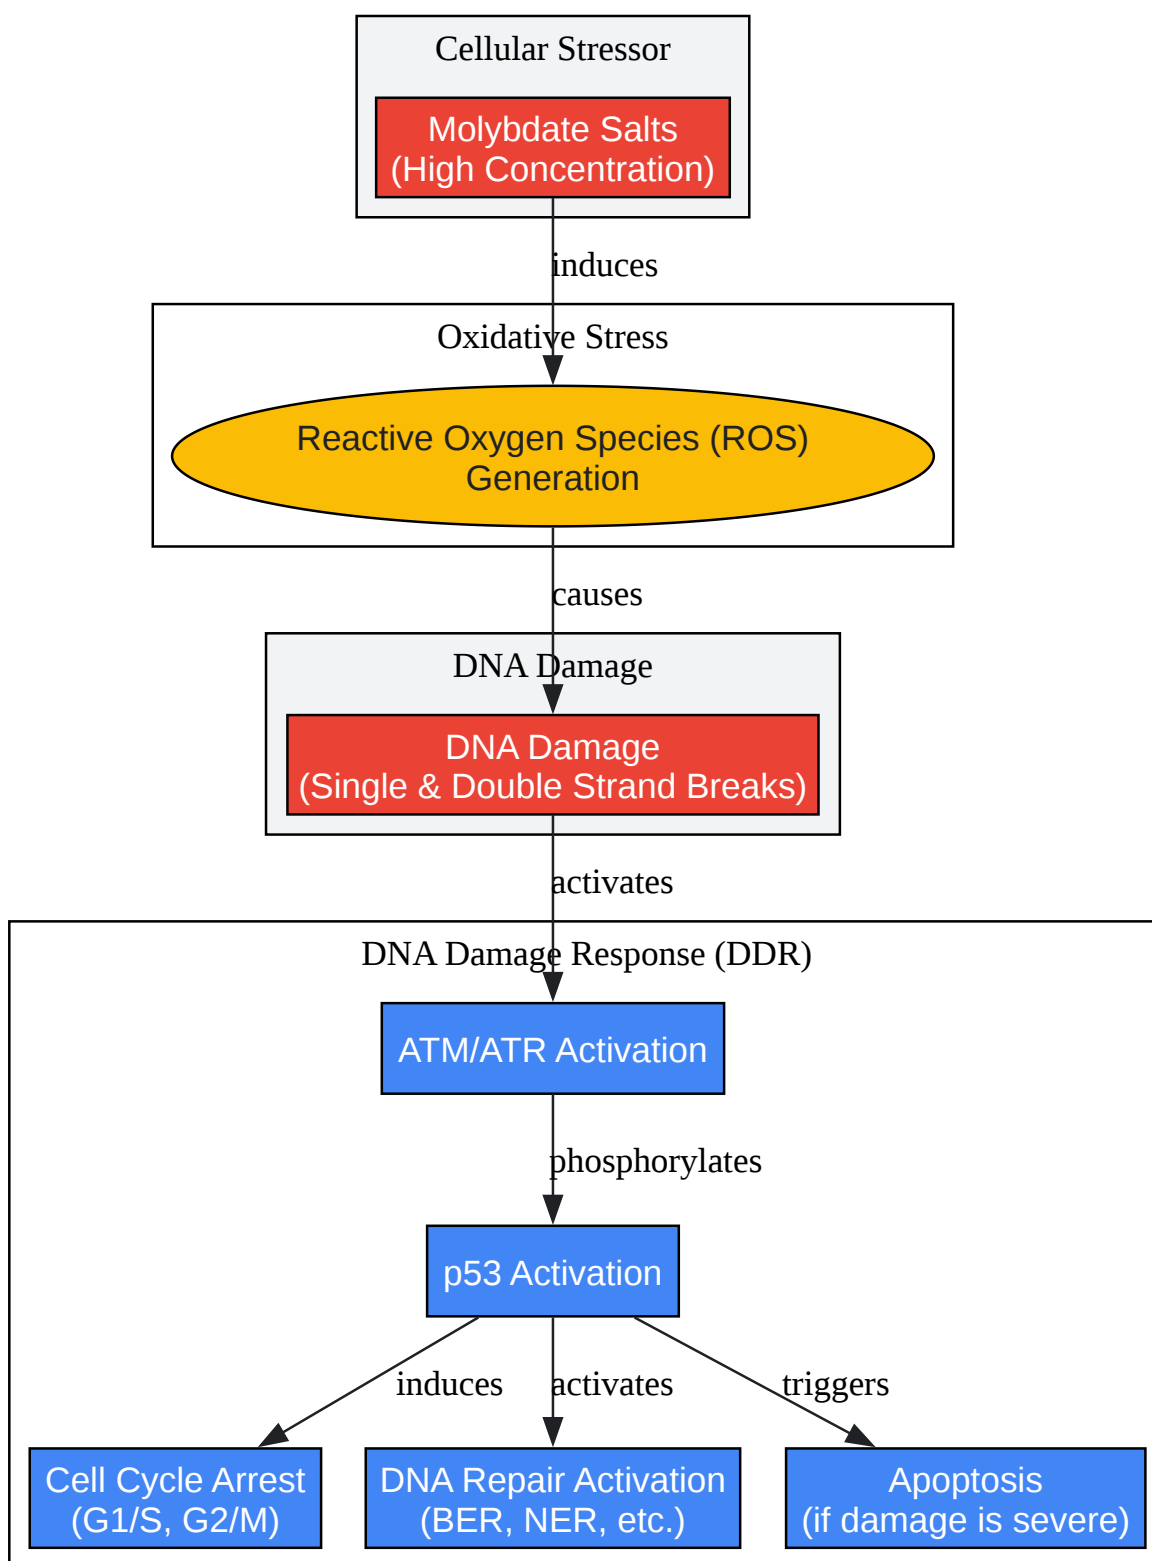 Cellular Stressor
Molybdate Salts
(High Concentration)
induces
Oxidative Stress
Reactive Oxygen Species (ROS)
Generation
causes
DNA Damage
DNA Damage
(Single & Double Strand Breaks)
activates
DNA Damage Response (DDR)
ATM/ATR Activation
phosphorylates
p53 Activation
induces
activates
triggers
Cell Cycle Arrest
(G1/S, G2/M)
DNA Repair Activation
(BER, NER, etc.)
Apoptosis
(if damage is severe)